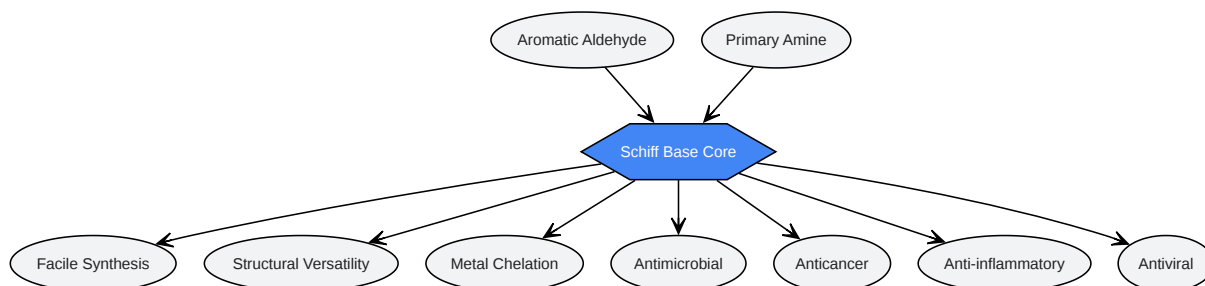 Aromatic Aldehyde
Primary Amine
Schiff Base Core
Facile Synthesis
Structural Versatility
Metal Chelation
Antimicrobial
Anticancer
Anti-inflammatory
Antiviral